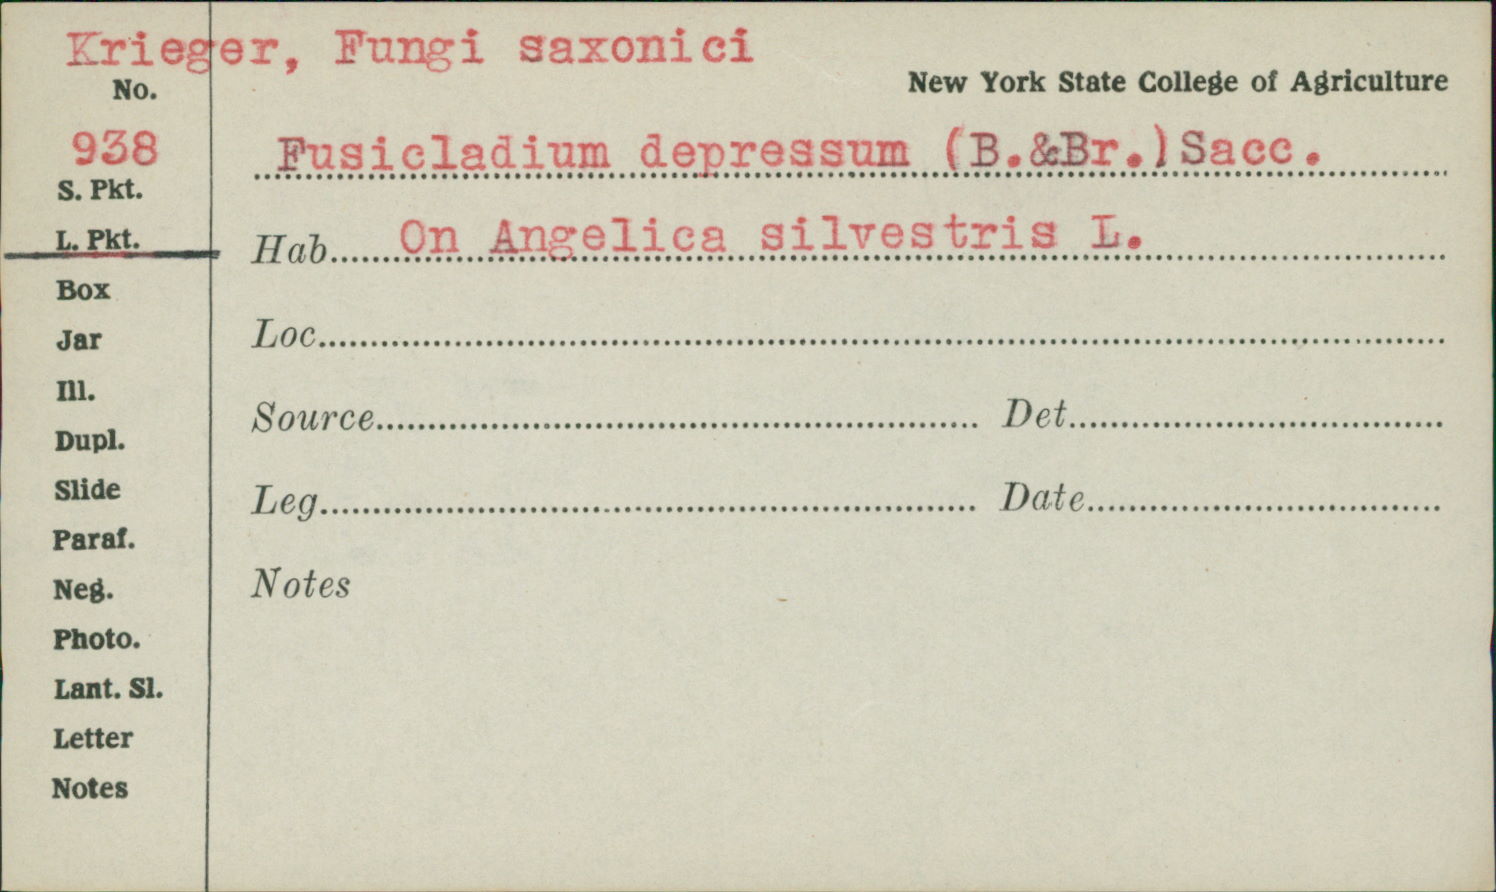 Krieger, Fungi saxonici
No.
New York State College of Agriculture
938
Fusicladium depressum (B.&Br.)Sacc.
S. Pkt.
L. Pkt.
Hab. On Angelica silvestris L.
Box
Jar
Loc.
Ill.
Source
Det.
Dupl.
Slide
Leg.
Date
Paraf.
Neg.
Notes
Photo.
Lant. Sl.
Letter
Notes